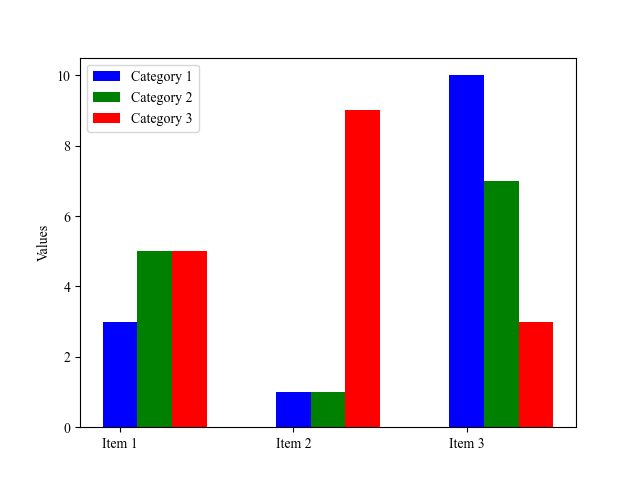 Category 1
Category 2
Category 3
Values
10
8
6
4
2
0
Item 1
Item 2
Item 3